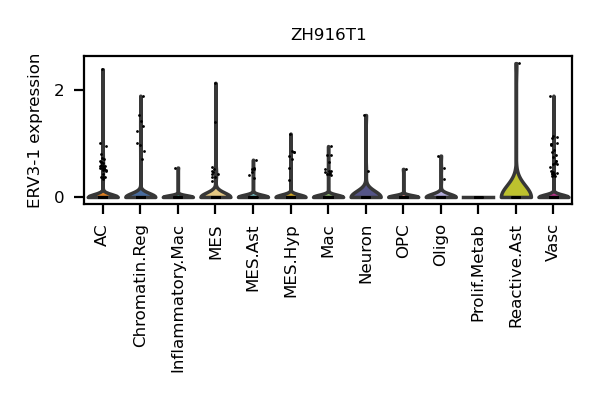 ZH916T1
ERV3-1 expression
2
0
AC
Chromatin.Reg
Inflammatory.Mac
MES
MES.Ast
MES.Hyp
Mac
Neuron
OPC
Oligo
Prolif.Metab
Reactive.Ast
Vasc